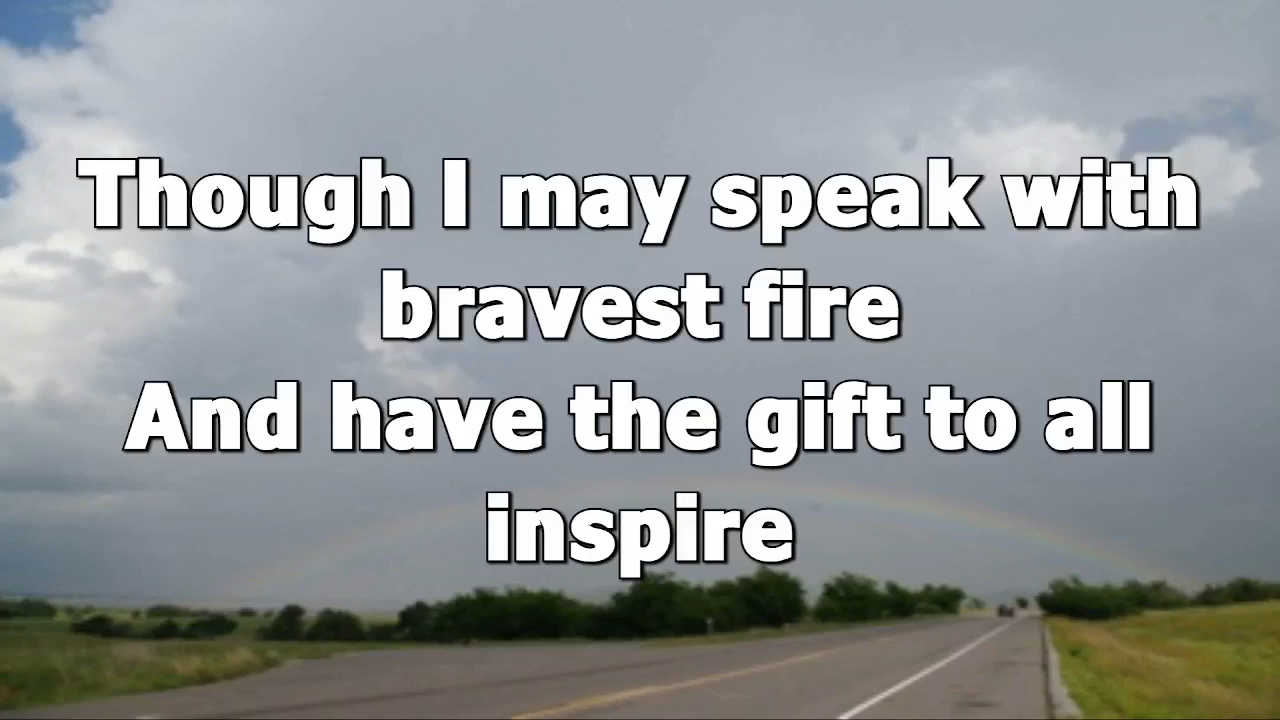 Though I may speak with
bravest fire
And have the gift to all
inspire